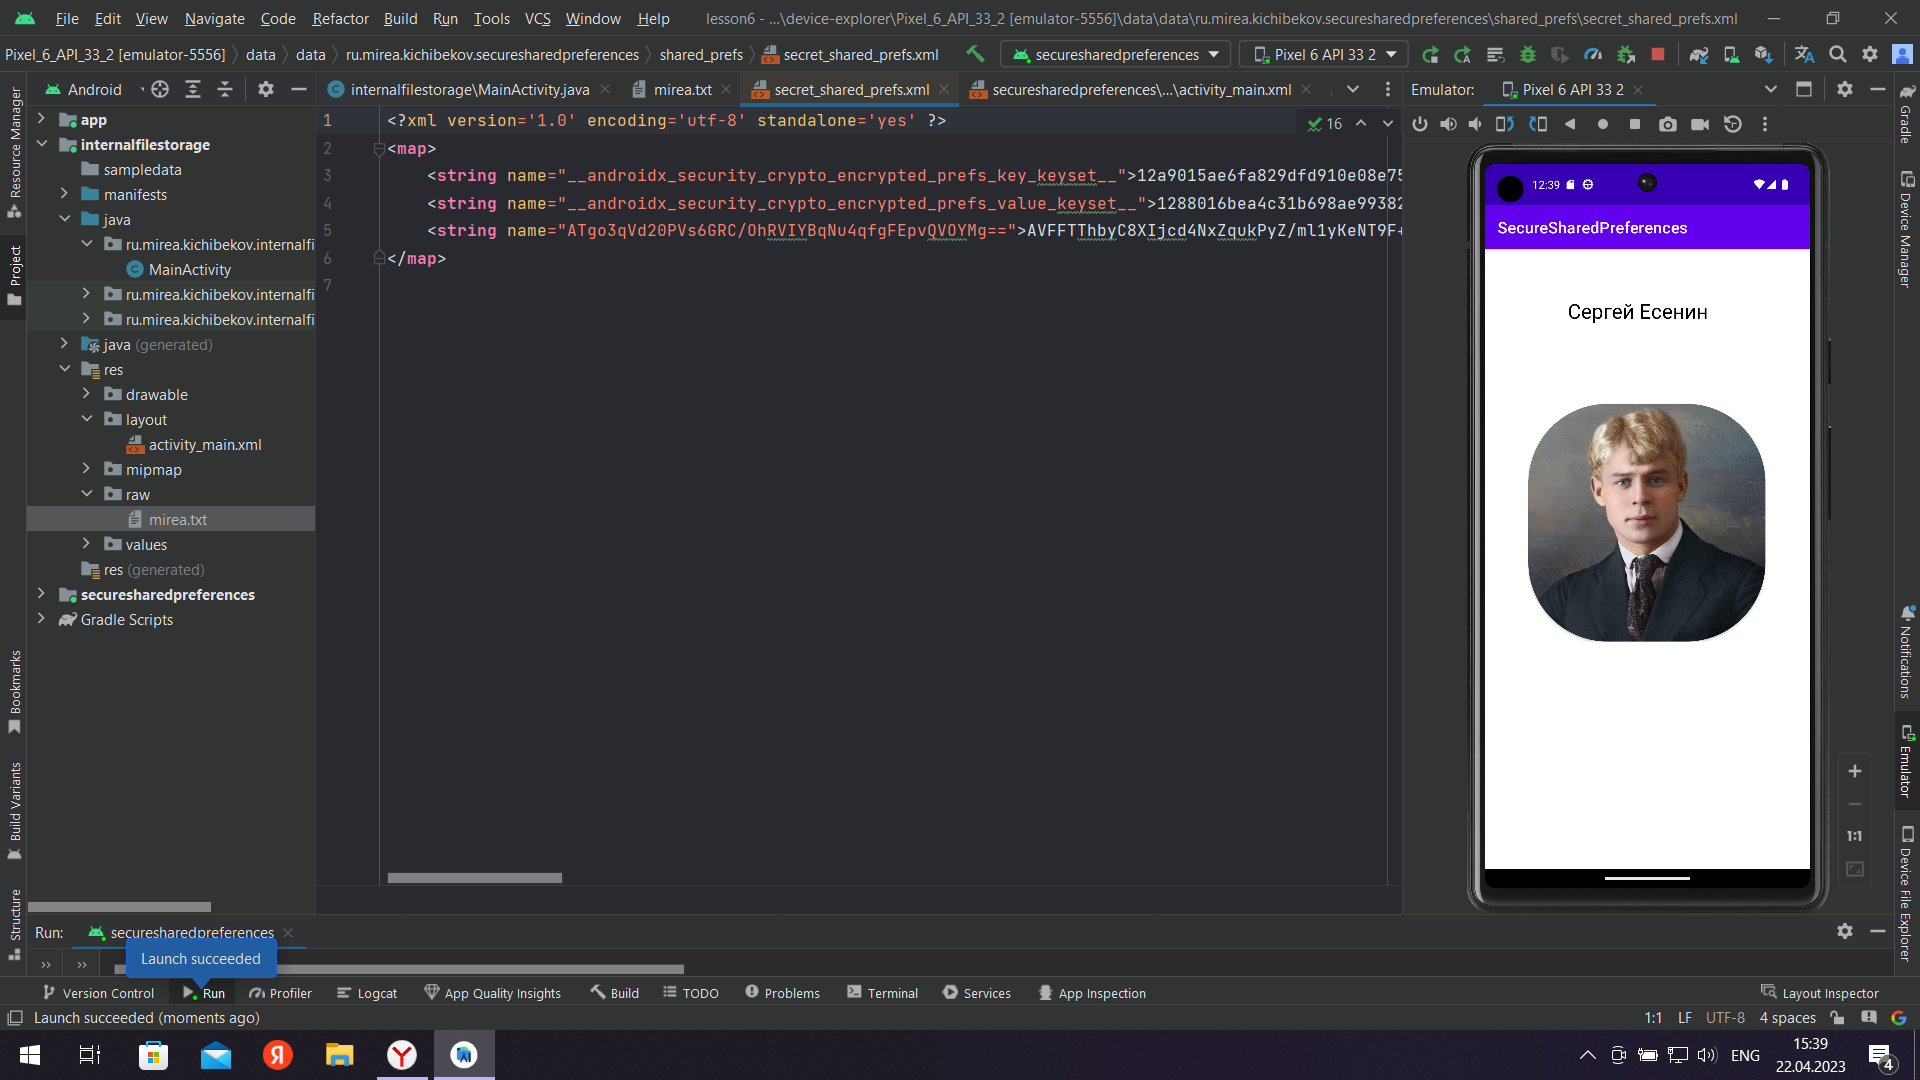 File Edit View Navigate Code Refactor Build Run Tools VCS Window Help lesson6 - ...\device-explorer\Pixel_6_API_33_2 [emulator-5556]\data\data\ru.mirea.kichibekov.securesharedpreferences\shared_prefs\secret_shared_prefs.xml
Pixel_6_API_33_2 [emulator-5556] data data ru.mirea.kichibekov.securesharedpreferences shared_prefs secret_shared_prefs.xml securesharedpreferences Pixel 6 API 33 2
Android internalfilestorage\MainActivity.java mirea.txt secret_shared_prefs.xml securesharedpreferences\...\activity_main.xml Emulator: Pixel 6 API 33 2
Resource Manager
Project
Bookmarks
Build Variants
Structure
app
internalfilestorage
sampledata
manifests
java
ru.mirea.kichibekov.internalfi
MainActivity
ru.mirea.kichibekov.internalfi
ru.mirea.kichibekov.internalfi
java (generated)
res
drawable
layout
activity_main.xml
mipmap
raw
mirea.txt
values
res (generated)
securesharedpreferences
Gradle Scripts
16
1 <?xml version='1.0' encoding='utf-8' standalone='yes' ?>
2 <map>
3 <string name="__androidx_security_crypto_encrypted_prefs_key_keyset__">12a9015ae6fa829dfd910e08e75
4 <string name="__androidx_security_crypto_encrypted_prefs_value_keyset__">1288016bea4c31b698ae99382
5 <string name="ATgo3qVd20PVs6GRC/OhRVIYBqNu4qfgFEpvQVOYMg==">AVFFTThbyC8XIjcd4NxZqukPyZ/ml1yKeNT9F+
6 </map>
7
12:39
SecureSharedPreferences
Сергей Есенин
1:1
Gradle
Device Manager
Notifications
Emulator
Device File Explorer
Run: securesharedpreferences
Launch succeeded
Version Control Run Profiler Logcat App Quality Insights Build TODO Problems Terminal Services App Inspection Layout Inspector
Launch succeeded (moments ago) 1:1 LF UTF-8 4 spaces
ENG 15:39
22.04.2023
4